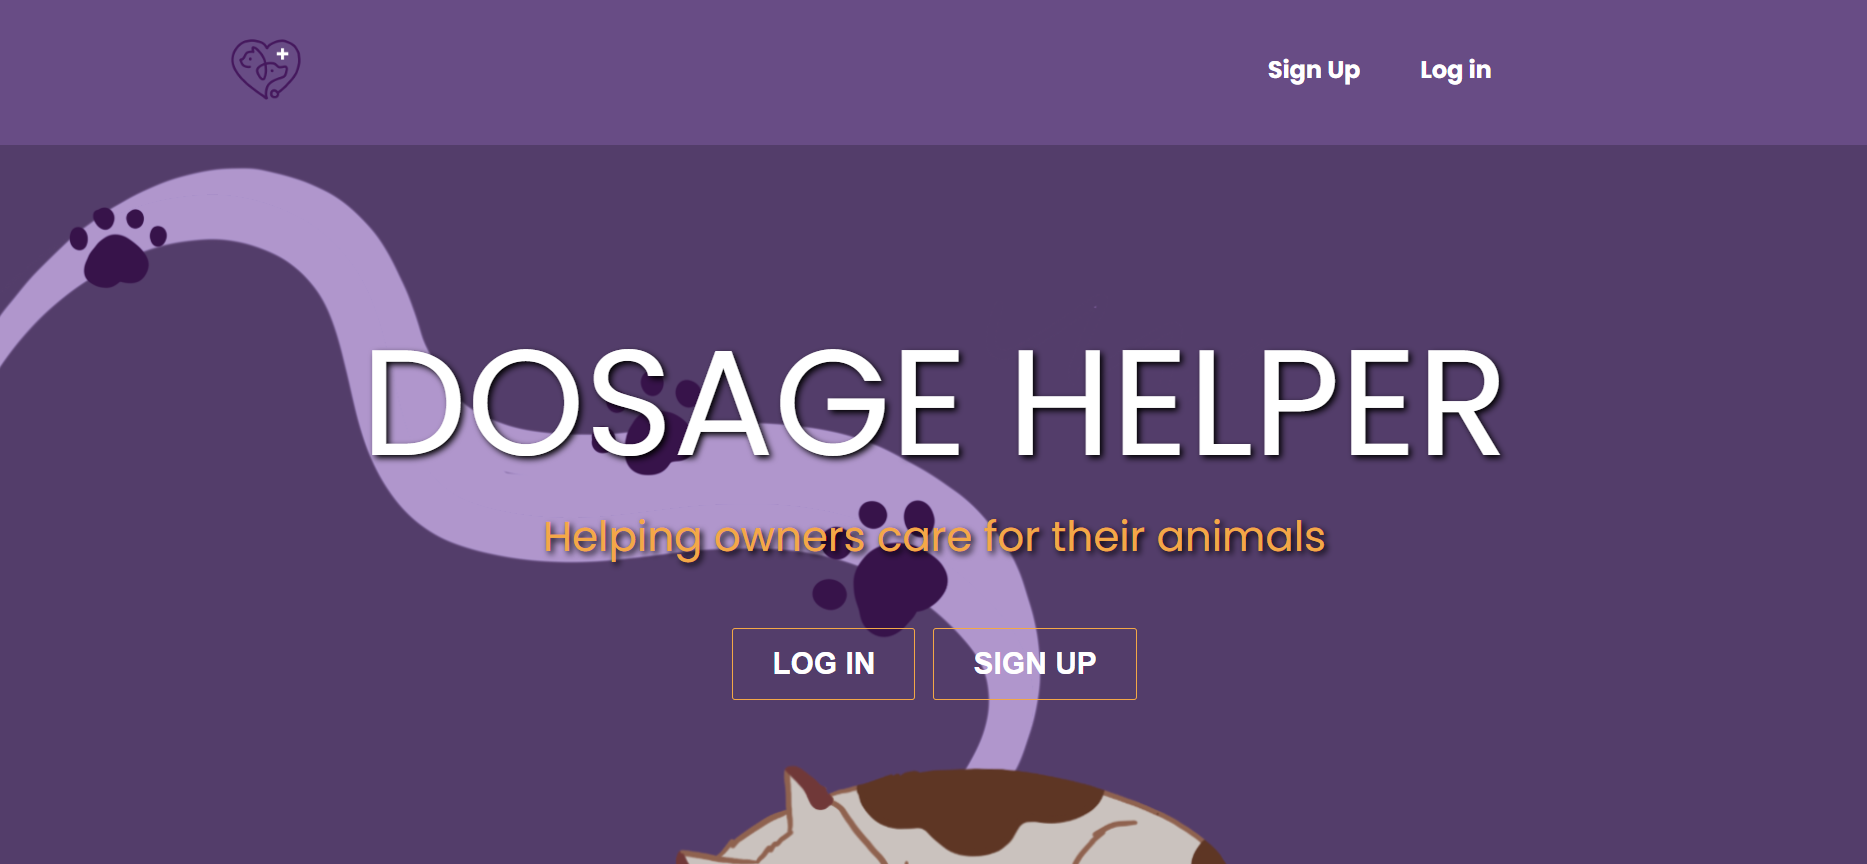 Sign Up Log in
DOSAGE HELPER
Helping owners care for their animals
LOG IN SIGN UP